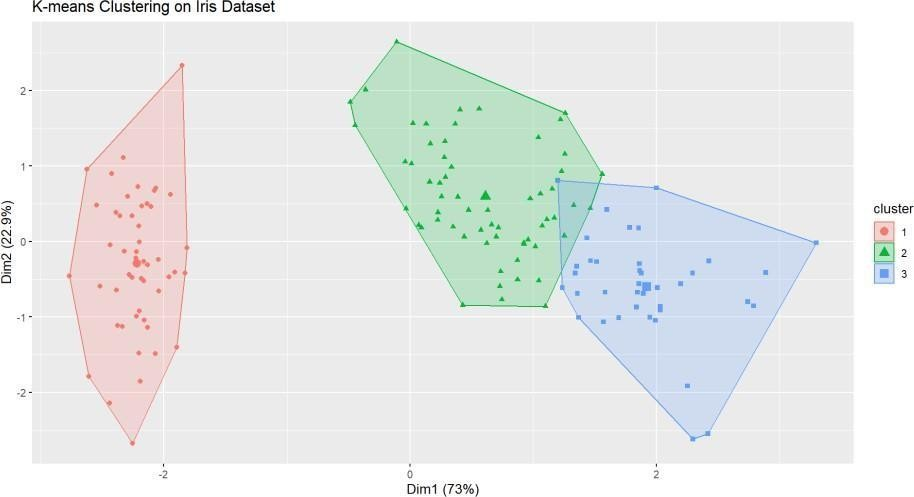 K-means Clustering on Iris Dataset
Dim2 (22.9%)
2
1
0
-1
-2
-2
0
2
Dim1 (73%)
cluster
1
2
3